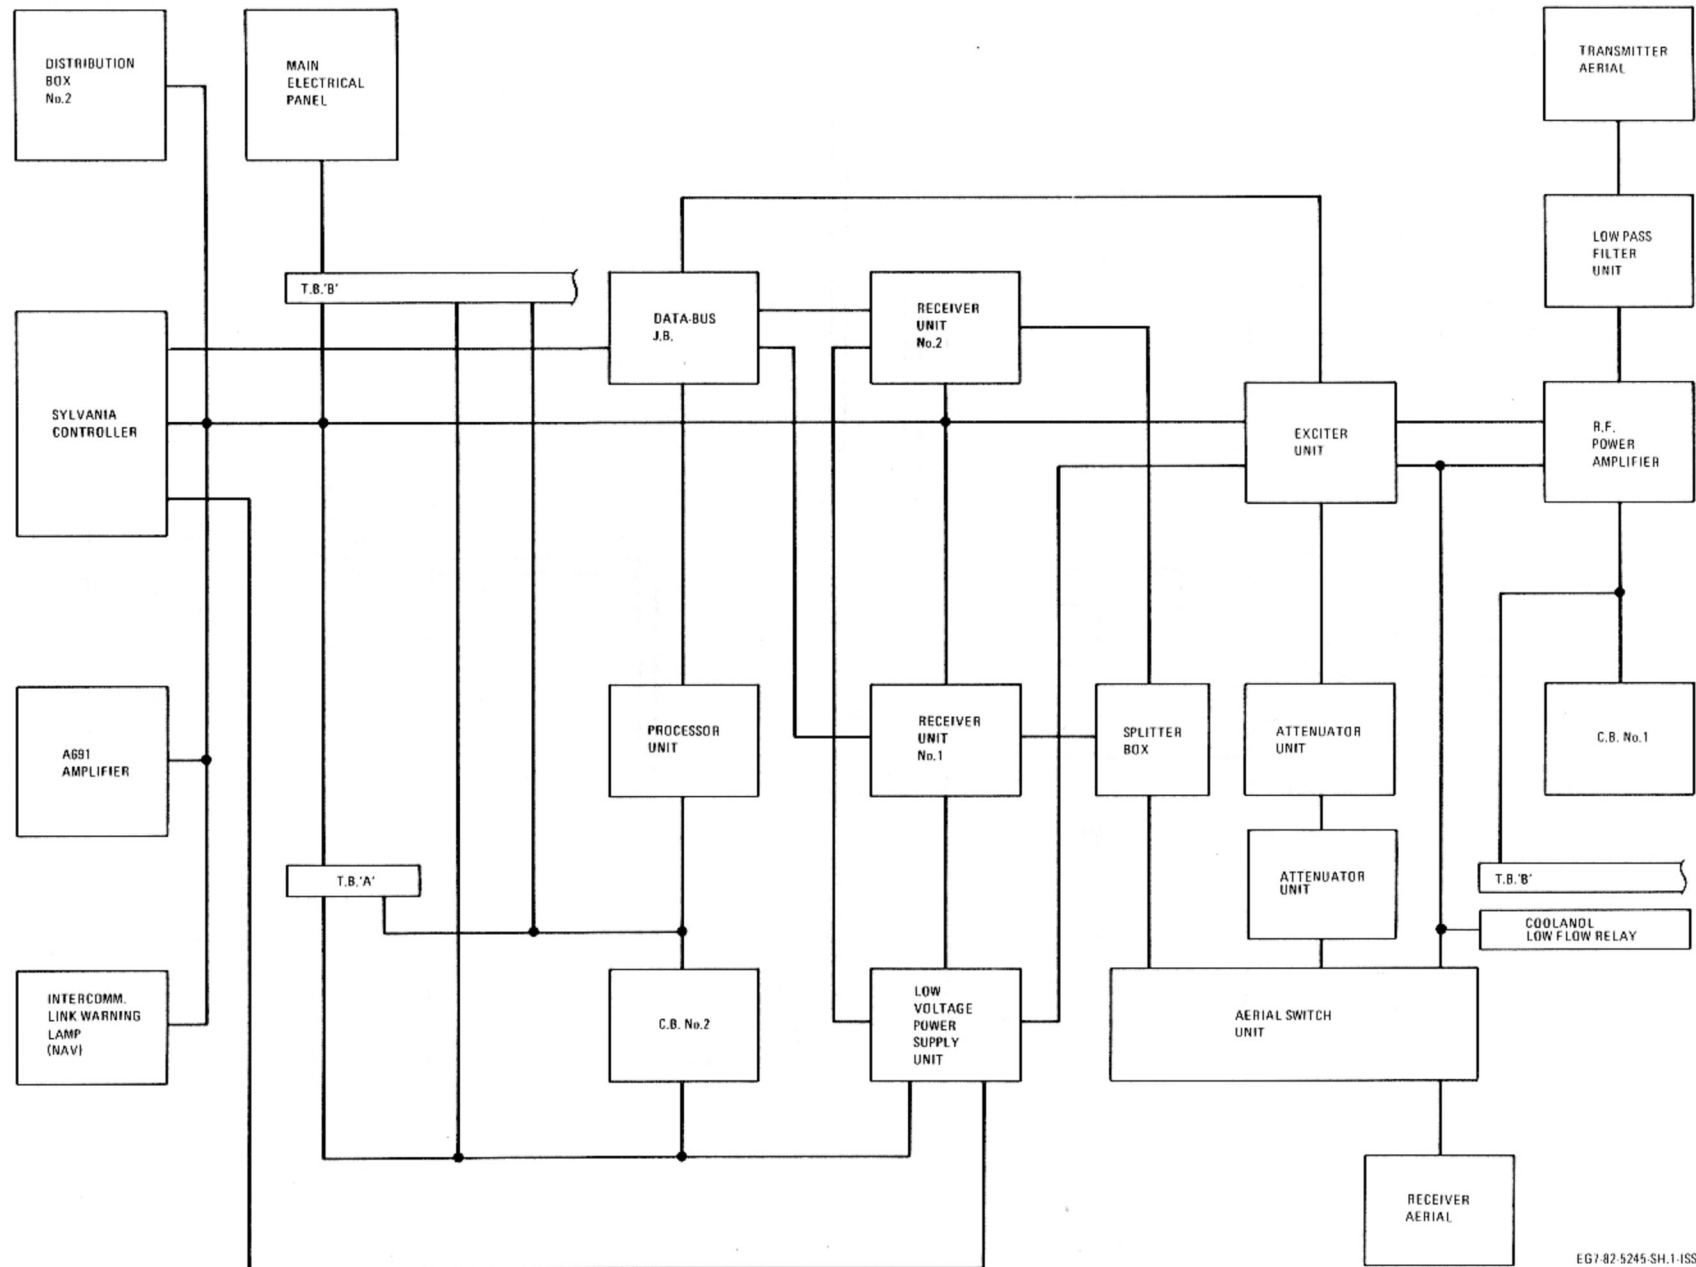 DISTRIBUTION
BOX
No.2
MAIN
ELECTRICAL
PANEL
TRANSMITTER
AERIAL
LOW PASS
FILTER
UNIT
T.B.'B'
DATA-BUS
J.B.
RECEIVER
UNIT
No.2
SYLVANIA
CONTROLLER
EXCITER
UNIT
R.F.
POWER
AMPLIFIER
A691
AMPLIFIER
PROCESSOR
UNIT
RECEIVER
UNIT
No.1
SPLITTER
BOX
ATTENUATOR
UNIT
C.B. No.1
T.B.'A'
ATTENUATOR
UNIT
T.B.'B'
COOLANOL
LOW FLOW RELAY
INTERCOMM.
LINK WARNING
LAMP
(NAV)
C.B. No.2
LOW
VOLTAGE
POWER
SUPPLY
UNIT
AERIAL SWITCH
UNIT
RECEIVER
AERIAL
EG7-82-5245-SH.1-ISS